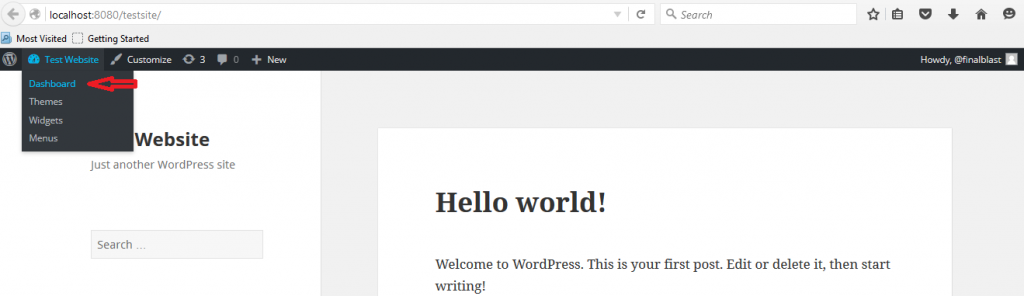 localhost:8080/testsite/
Search
Most Visited
Getting Started
Test Website
Customize
3
0
New
Howdy, @finalblast
Dashboard
Themes
Widgets
Menus
Website
Just another WordPress site
Search …
Hello world!
Welcome to WordPress. This is your first post. Edit or delete it, then start
writing!